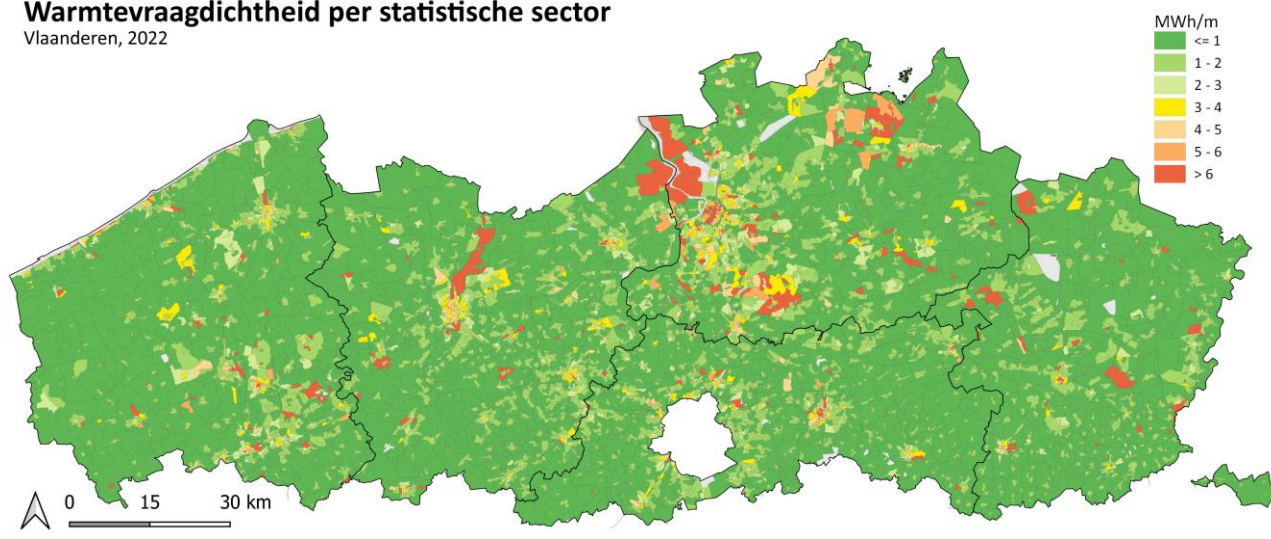 Warmtevraagdichtheid per statistische sector
Vlaanderen, 2022
MWh/m
<= 1
1 - 2
2 - 3
3 - 4
4 - 5
5 - 6
> 6
0 15 30 km